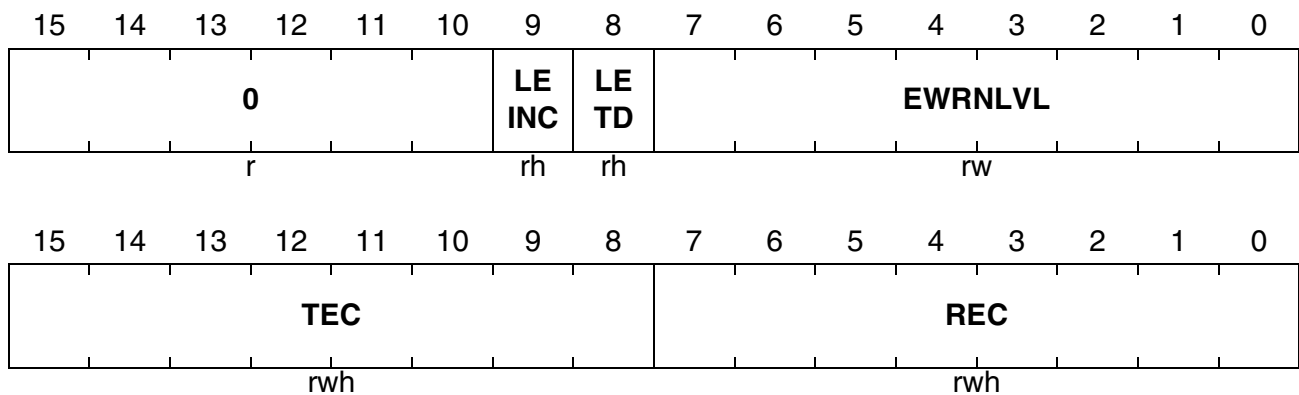 15 14 13 12 11 10 9 8 7 6 5 4 3 2 1 0
0 LE INC LE TD EWRNLVL
r rh rh rw
15 14 13 12 11 10 9 8 7 6 5 4 3 2 1 0
TEC REC
rwh rwh